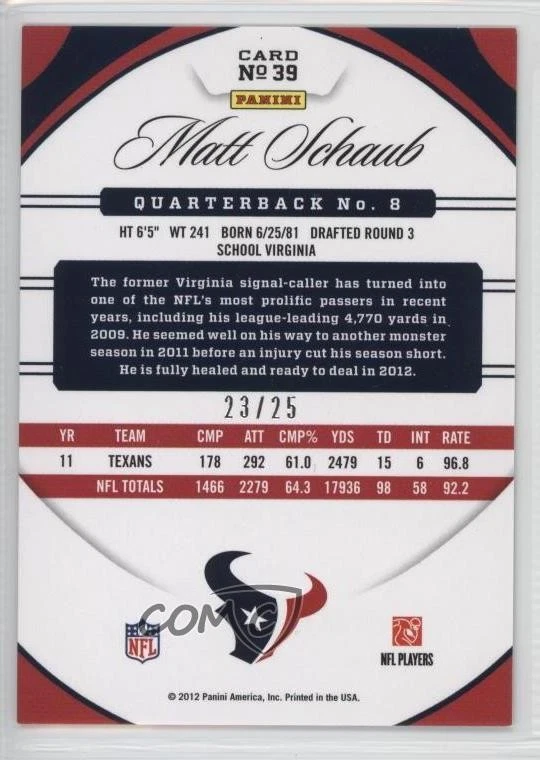 CARD
No 39
PANINI
Matt Schaub
QUARTERBACK No. 8
HT 6'5" WT 241 BORN 6/25/81 DRAFTED ROUND 3
SCHOOL VIRGINIA
The former Virginia signal-caller has turned into
one of the NFL's most prolific passers in recent
years, including his league-leading 4,770 yards in
2009. He seemed well on his way to another monster
season in 2011 before an injury cut his season short.
He is fully healed and ready to deal in 2012.
23/25
YR TEAM CMP ATT CMP% YDS TD INT RATE
11 TEXANS 178 292 61.0 2479 15 6 96.8
NFL TOTALS 1466 2279 64.3 17936 98 58 92.2
COMC
NFL
NFL PLAYERS
© 2012 Panini America, Inc. Printed in the USA.